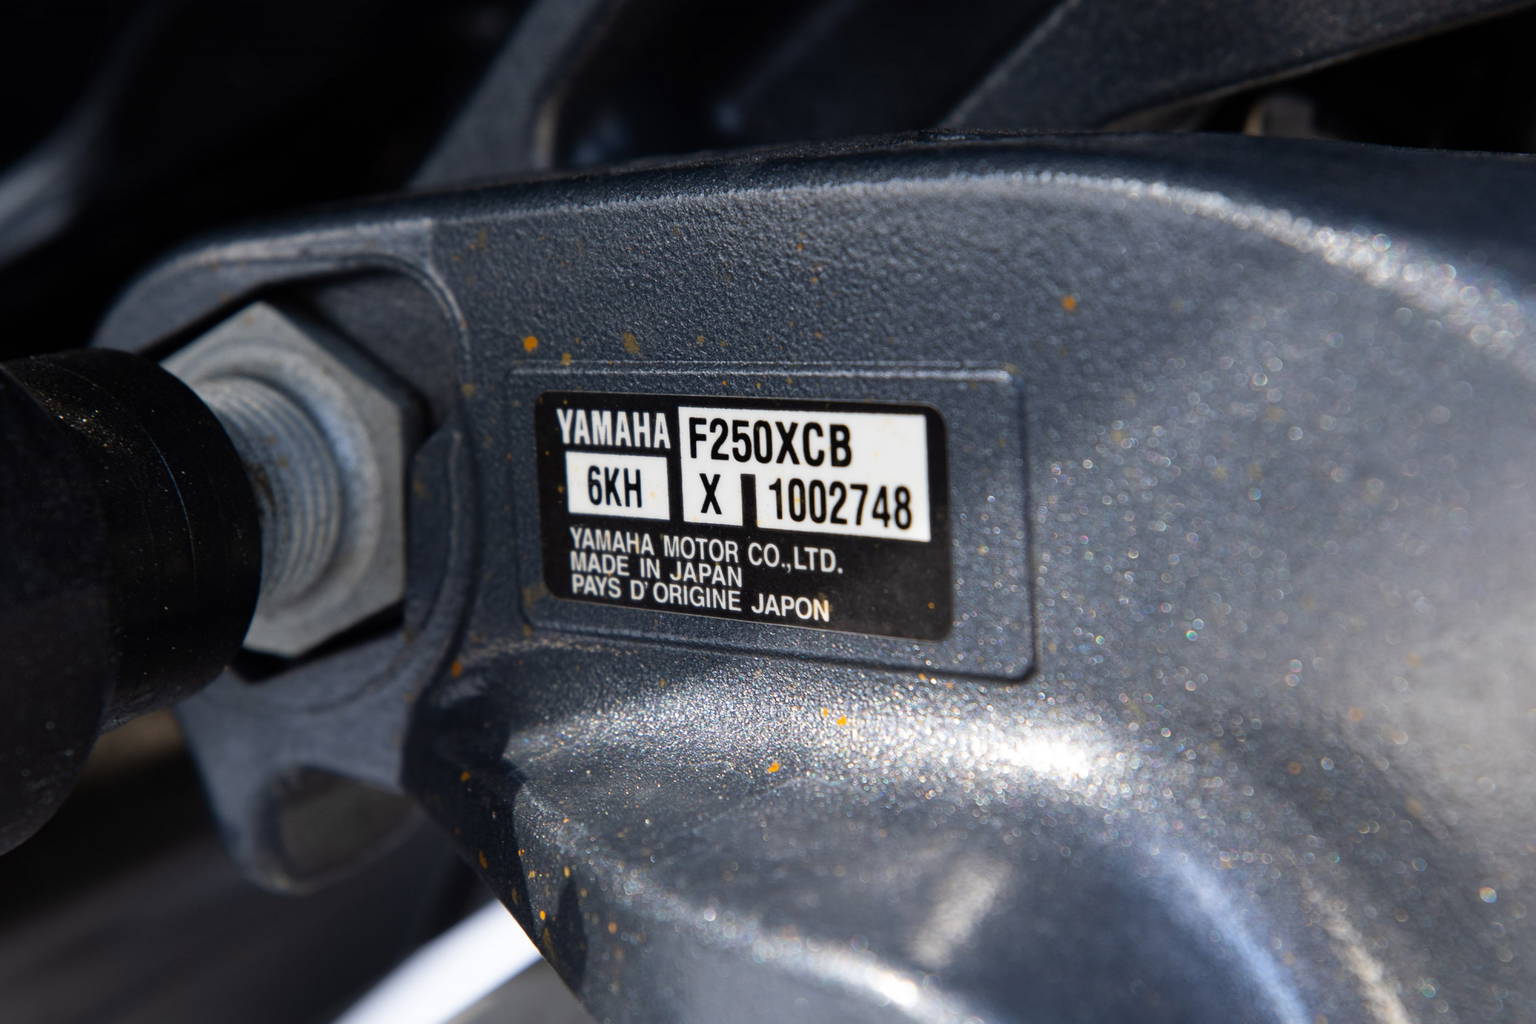 YAMAHA F250XCB
6KH X 1002748
YAMAHA MOTOR CO.,LTD.
MADE IN JAPAN
PAYS D'ORIGINE JAPON